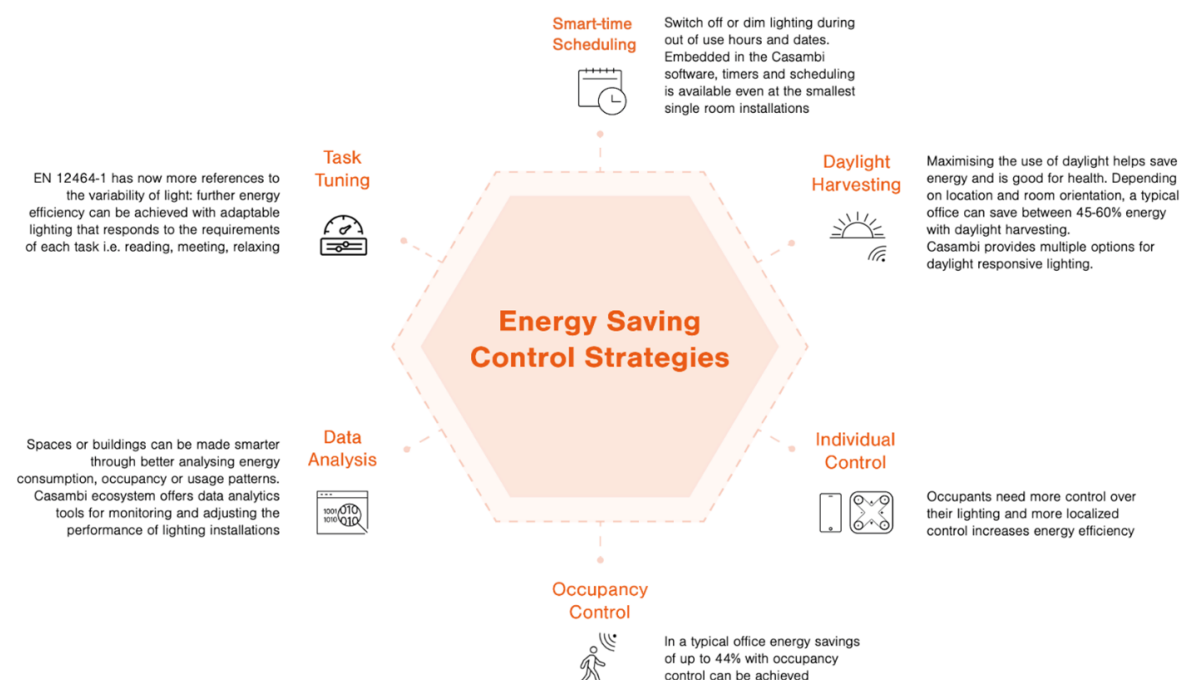 Smart-time
Scheduling
Switch off or dim lighting during
out of use hours and dates.
Embedded in the Casambi
software, timers and scheduling
is available even at the smallest
single room installations
Task
Tuning
EN 12464-1 has now more references to
the variability of light: further energy
efficiency can be achieved with adaptable
lighting that responds to the requirements
of each task i.e. reading, meeting, relaxing
Daylight
Harvesting
Maximising the use of daylight helps save
energy and is good for health. Depending
on location and room orientation, a typical
office can save between 45-60% energy
with daylight harvesting.
Casambi provides multiple options for
daylight responsive lighting.
Energy Saving
Control Strategies
Data
Analysis
Spaces or buildings can be made smarter
through better analysing energy
consumption, occupancy or usage patterns.
Casambi ecosystem offers data analytics
tools for monitoring and adjusting the
performance of lighting installations
1001 010
1010 010
Individual
Control
Occupants need more control over
their lighting and more localized
control increases energy efficiency
Occupancy
Control
In a typical office energy savings
of up to 44% with occupancy
control can be achieved